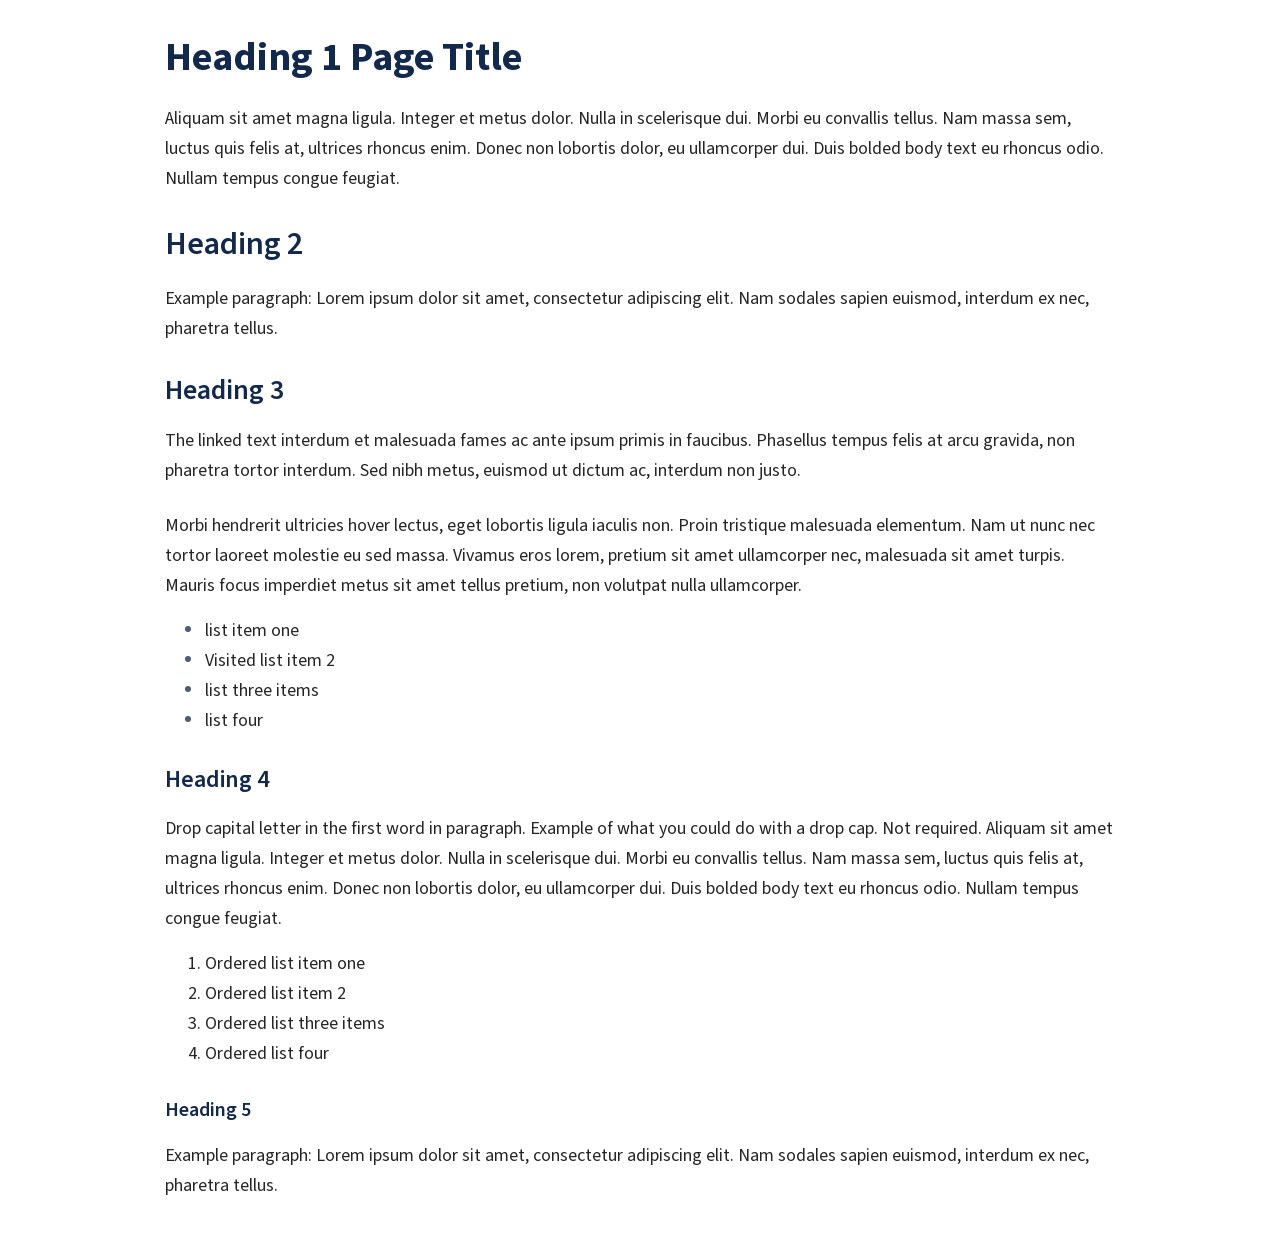 Heading 1 Page Title
Aliquam sit amet magna ligula. Integer et metus dolor. Nulla in scelerisque dui. Morbi eu convallis tellus. Nam massa sem,
luctus quis felis at, ultrices rhoncus enim. Donec non lobortis dolor, eu ullamcorper dui. Duis bolded body text eu rhoncus odio.
Nullam tempus congue feugiat.
Heading 2
Example paragraph: Lorem ipsum dolor sit amet, consectetur adipiscing elit. Nam sodales sapien euismod, interdum ex nec,
pharetra tellus.
Heading 3
The linked text interdum et malesuada fames ac ante ipsum primis in faucibus. Phasellus tempus felis at arcu gravida, non
pharetra tortor interdum. Sed nibh metus, euismod ut dictum ac, interdum non justo.
Morbi hendrerit ultricies hover lectus, eget lobortis ligula iaculis non. Proin tristique malesuada elementum. Nam ut nunc nec
tortor laoreet molestie eu sed massa. Vivamus eros lorem, pretium sit amet ullamcorper nec, malesuada sit amet turpis.
Mauris focus imperdiet metus sit amet tellus pretium, non volutpat nulla ullamcorper.
• list item one
• Visited list item 2
• list three items
• list four
Heading 4
Drop capital letter in the first word in paragraph. Example of what you could do with a drop cap. Not required. Aliquam sit amet
magna ligula. Integer et metus dolor. Nulla in scelerisque dui. Morbi eu convallis tellus. Nam massa sem, luctus quis felis at,
ultrices rhoncus enim. Donec non lobortis dolor, eu ullamcorper dui. Duis bolded body text eu rhoncus odio. Nullam tempus
congue feugiat.
1. Ordered list item one
2. Ordered list item 2
3. Ordered list three items
4. Ordered list four
Heading 5
Example paragraph: Lorem ipsum dolor sit amet, consectetur adipiscing elit. Nam sodales sapien euismod, interdum ex nec,
pharetra tellus.